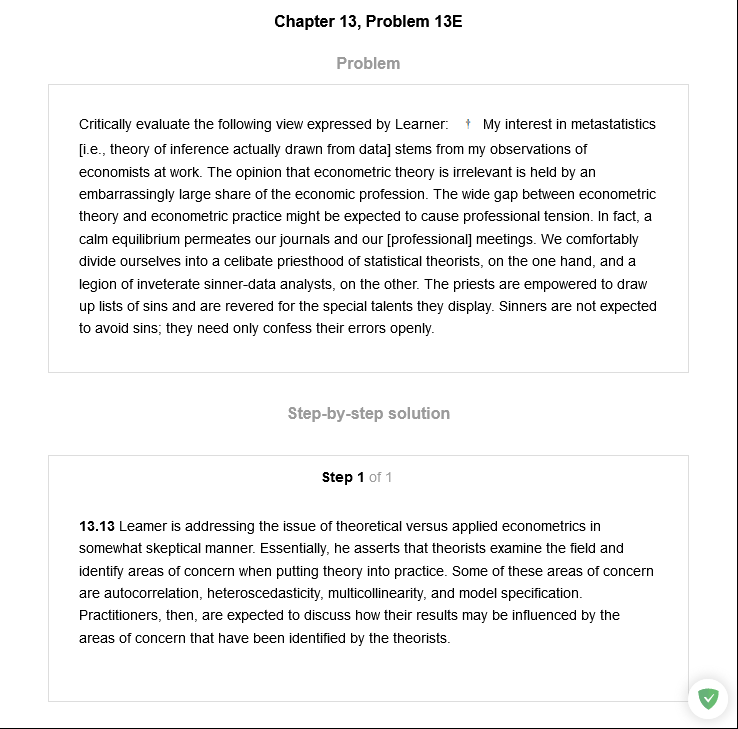 Chapter 13, Problem 13E
Problem
Critically evaluate the following view expressed by Learner: † My interest in metastatistics
[i.e., theory of inference actually drawn from data] stems from my observations of
economists at work. The opinion that econometric theory is irrelevant is held by an
embarrassingly large share of the economic profession. The wide gap between econometric
theory and econometric practice might be expected to cause professional tension. In fact, a
calm equilibrium permeates our journals and our [professional] meetings. We comfortably
divide ourselves into a celibate priesthood of statistical theorists, on the one hand, and a
legion of inveterate sinner-data analysts, on the other. The priests are empowered to draw
up lists of sins and are revered for the special talents they display. Sinners are not expected
to avoid sins; they need only confess their errors openly.
Step-by-step solution
Step 1 of 1
13.13 Leamer is addressing the issue of theoretical versus applied econometrics in
somewhat skeptical manner. Essentially, he asserts that theorists examine the field and
identify areas of concern when putting theory into practice. Some of these areas of concern
are autocorrelation, heteroscedasticity, multicollinearity, and model specification.
Practitioners, then, are expected to discuss how their results may be influenced by the
areas of concern that have been identified by the theorists.